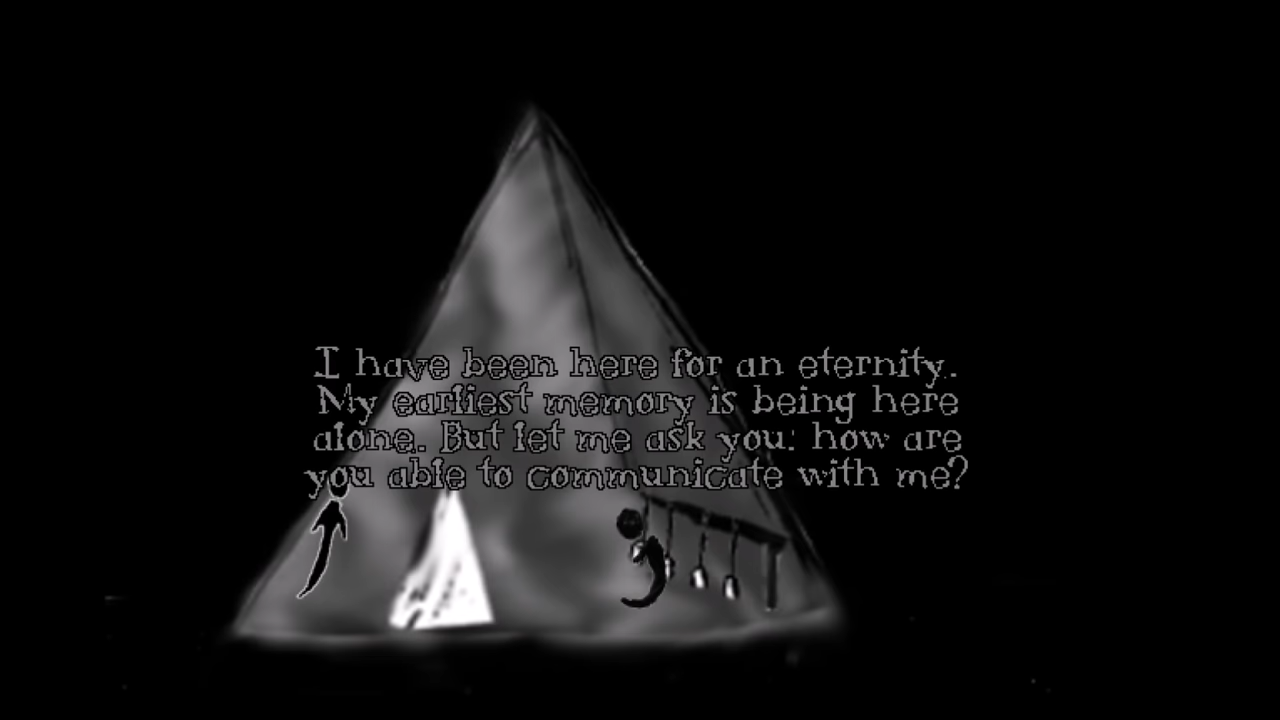 I have been here for an eternity.
My earliest memory is being here
alone. But let me ask you: how are
you able to communicate with me?